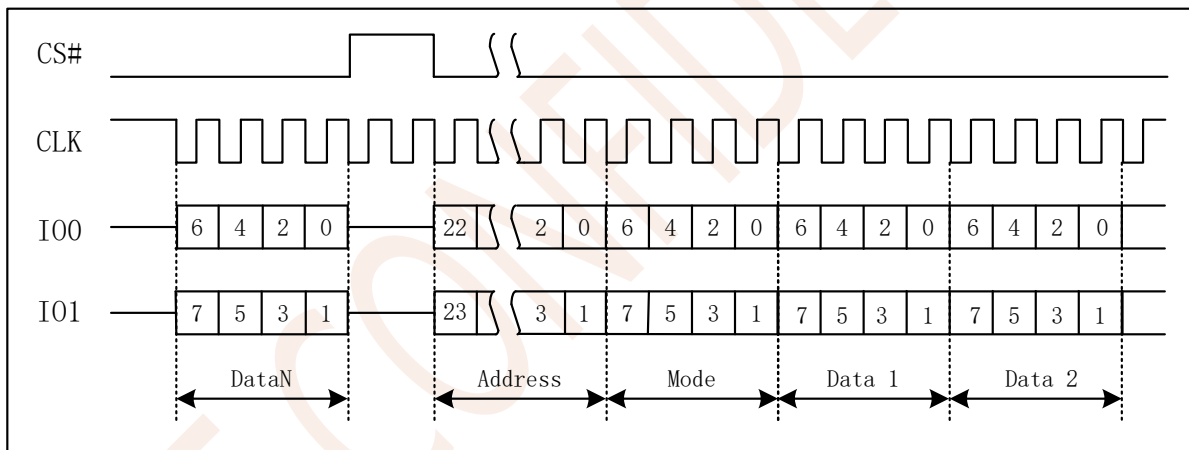 CS#
CLK
IO0 6 4 2 0 22 2 0 6 4 2 0 6 4 2 0 6 4 2 0
IO1 7 5 3 1 23 3 1 7 5 3 1 7 5 3 1 7 5 3 1
DataN Address Mode Data 1 Data 2